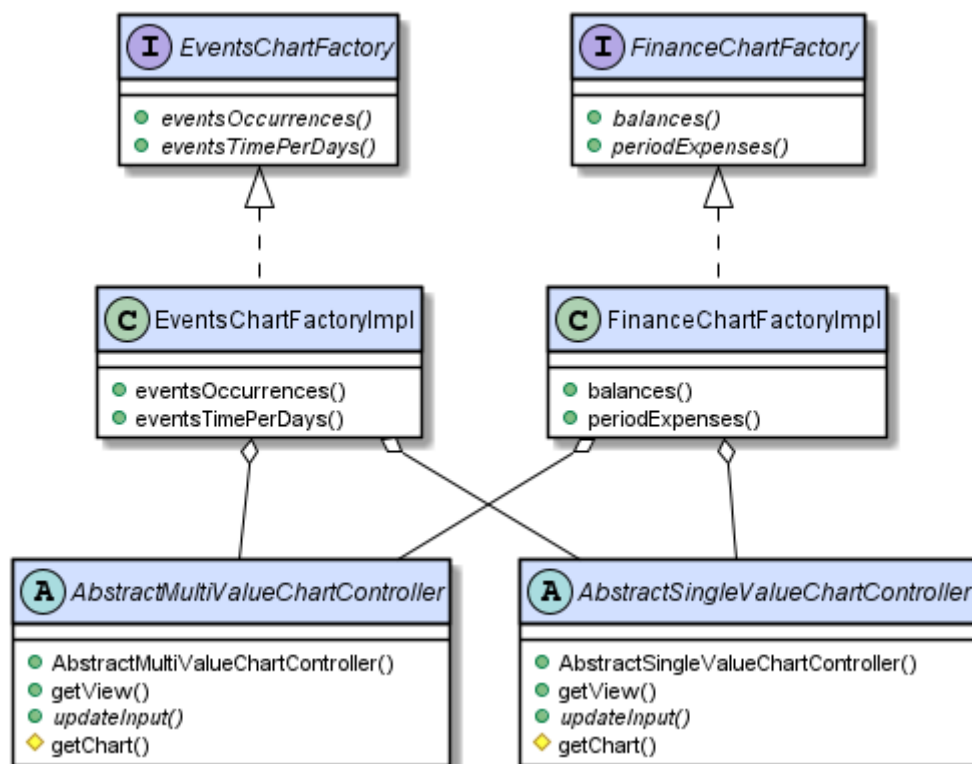 I EventsChartFactory
eventsOccurrences()
eventsTimePerDays()
I FinanceChartFactory
balances()
periodExpenses()
C EventsChartFactoryImpl
eventsOccurrences()
eventsTimePerDays()
C FinanceChartFactoryImpl
balances()
periodExpenses()
A AbstractMultiValueChartController
AbstractMultiValueChartController()
getView()
updateInput()
getChart()
A AbstractSingleValueChartController
AbstractSingleValueChartController()
getView()
updateInput()
getChart()